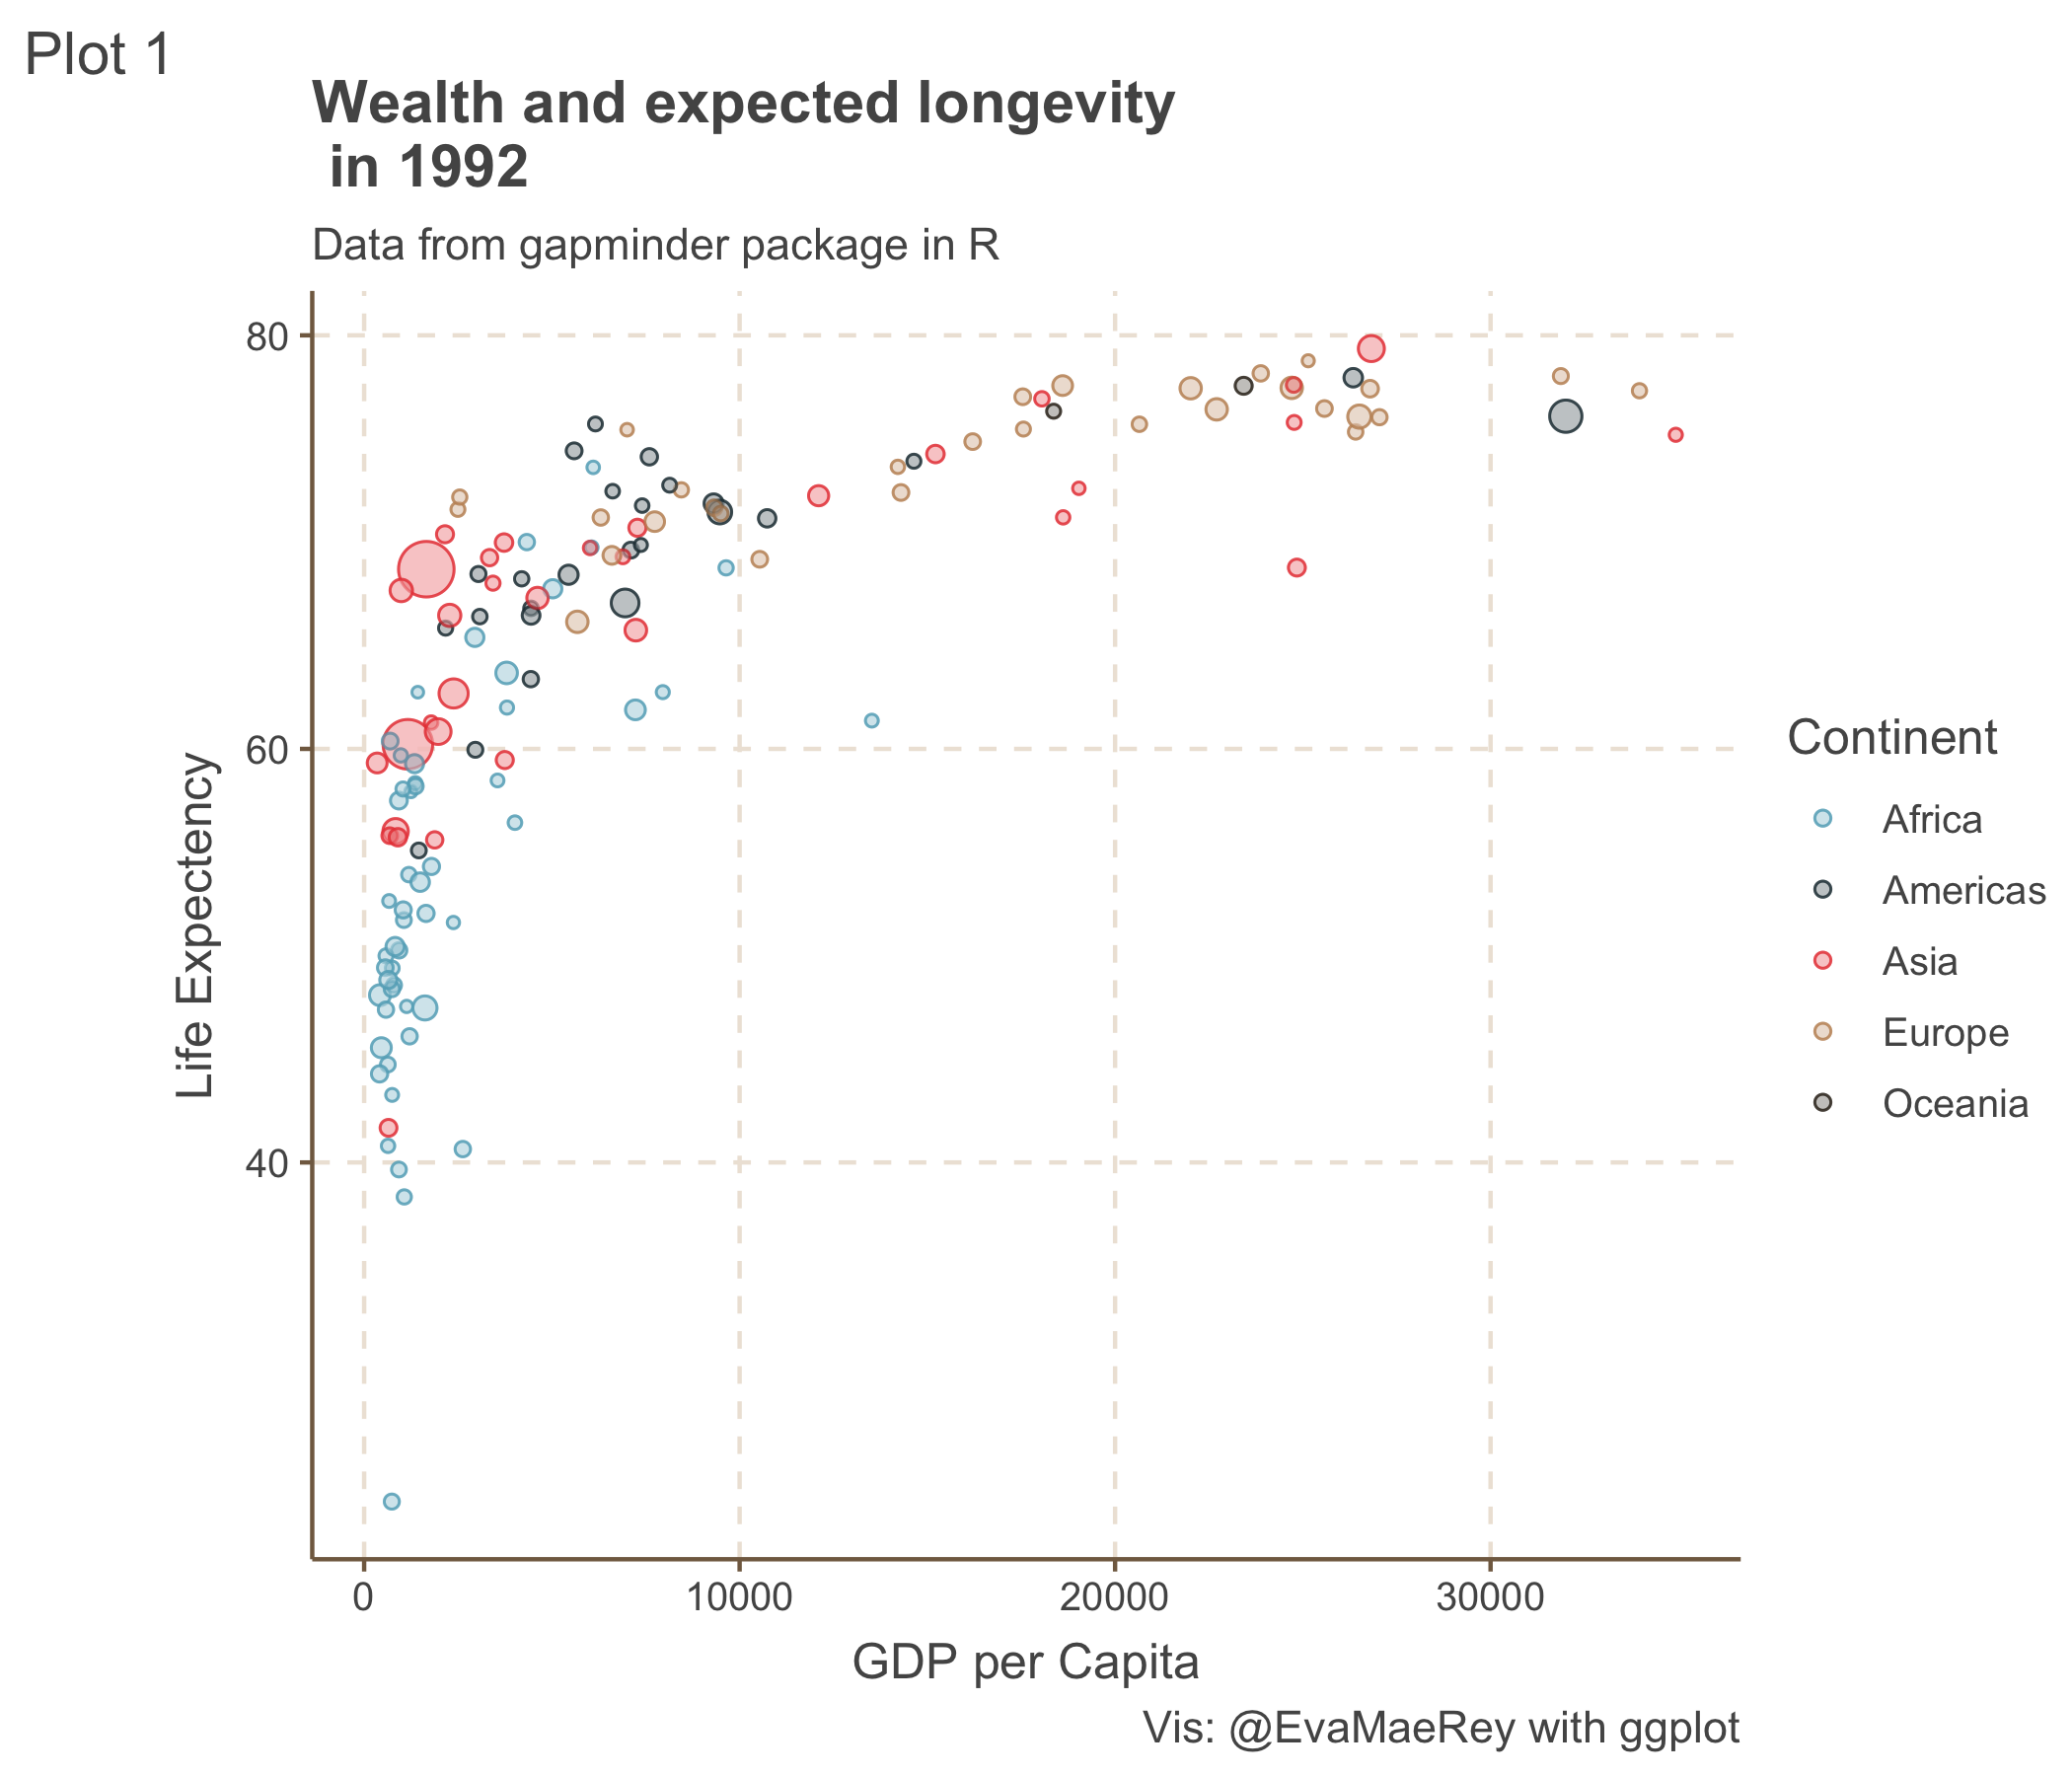 Plot 1
Wealth and expected longevity
in 1992
Data from gapminder package in R
80
60
40
Life Expectency
0 10000 20000 30000
GDP per Capita
Continent
Africa
Americas
Asia
Europe
Oceania
Vis: @EvaMaeRey with ggplot